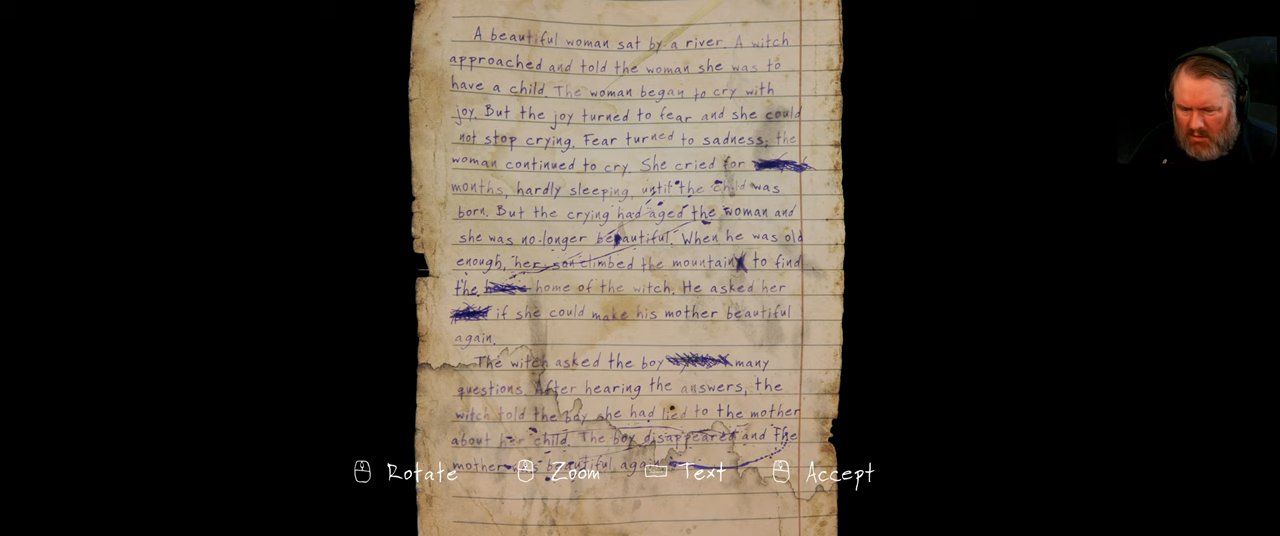 A beautiful woman sat by a river. A witch
approached and told the woman she was to
have a child. The woman began to cry with
joy. But the joy turned to fear and she could
not stop crying. Fear turned to sadness; the
woman continued to cry. She cried for
months, hardly sleeping, until the child was
born. But the crying had aged the woman and
she was no longer beautiful. When he was old
enough, her son climbed the mountain to find
the home of the witch. He asked her
if she could make his mother beautiful
again.
The witch asked the boy many
questions. After hearing the answers, the
witch told the boy she had lied to the mother
about her child. The boy disappeared and the
mother was beautiful again
Rotate Zoom Text Accept